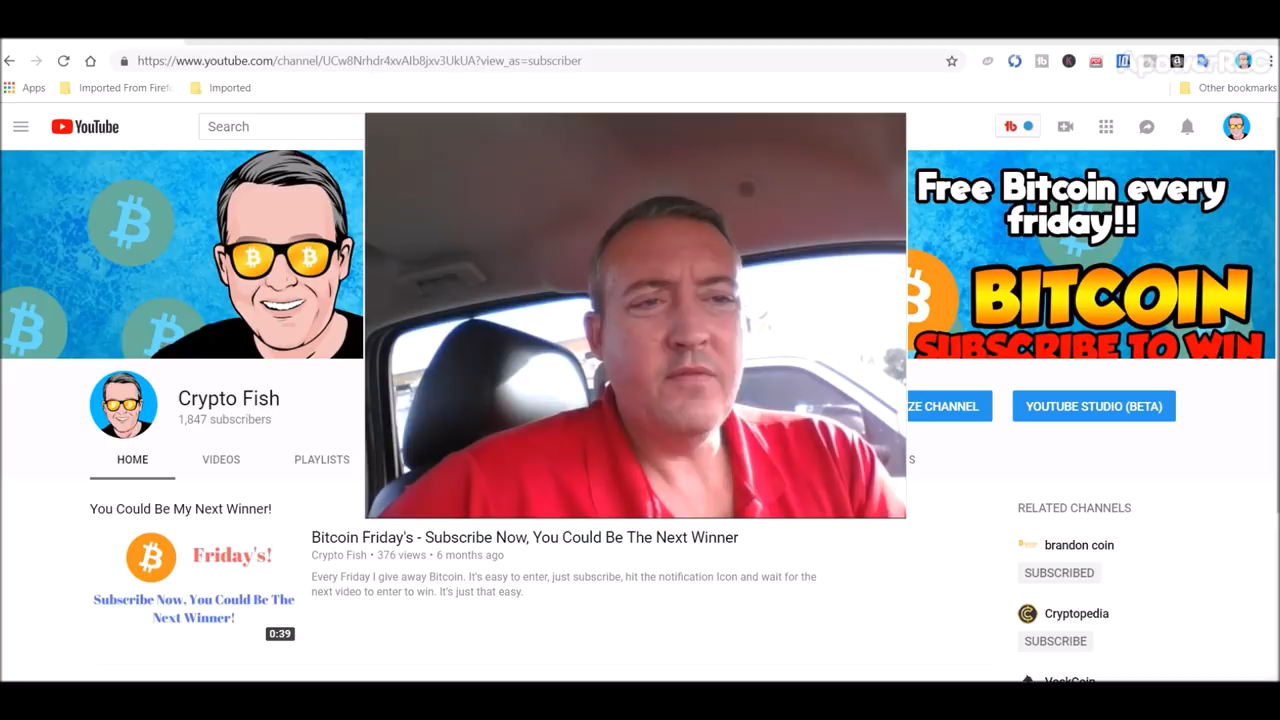 https://www.youtube.com/channel/UCw8Nrhdr4xvAlb8jxv3UkUA?view_as=subscriber
ApowerREC
Apps
Imported From Firef
Imported
Other bookmarks
YouTube
Search
Free Bitcoin every
friday!!
BITCOIN
SUBSCRIBE TO WIN
Crypto Fish
1,847 subscribers
ZE CHANNEL
YOUTUBE STUDIO (BETA)
HOME
VIDEOS
PLAYLISTS
S
You Could Be My Next Winner!
Friday's!
Subscribe Now, You Could Be The
Next Winner!
0:39
Bitcoin Friday's - Subscribe Now, You Could Be The Next Winner
Crypto Fish • 376 views • 6 months ago
Every Friday I give away Bitcoin. It's easy to enter, just subscribe, hit the notification Icon and wait for the
next video to enter to win. It's just that easy.
RELATED CHANNELS
brandon coin
SUBSCRIBED
Cryptopedia
SUBSCRIBE
VoskCoin